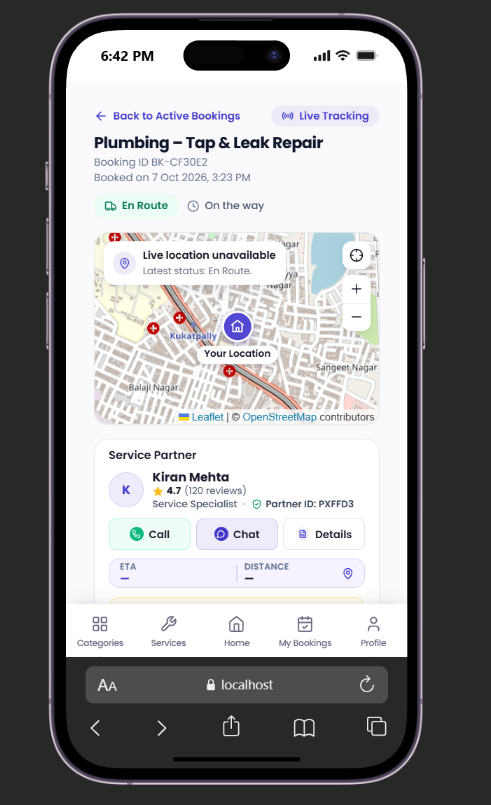 6:42 PM
Back to Active Bookings
Live Tracking
Plumbing – Tap & Leak Repair
Booking ID BK-CF30E2
Booked on 7 Oct 2026, 3:23 PM
En Route
On the way
Live location unavailable
Latest status: En Route.
agar
Nagar
+
−
Kukatpally
Your Location
Sangeet Nagar
Balaji Nagar
Leaflet | © OpenStreetMap contributors
Service Partner
K
Kiran Mehta
4.7 (120 reviews)
Service Specialist • Partner ID: PXFFD3
Call
Chat
Details
ETA
—
DISTANCE
—
Categories
Services
Home
My Bookings
Profile
AA
localhost